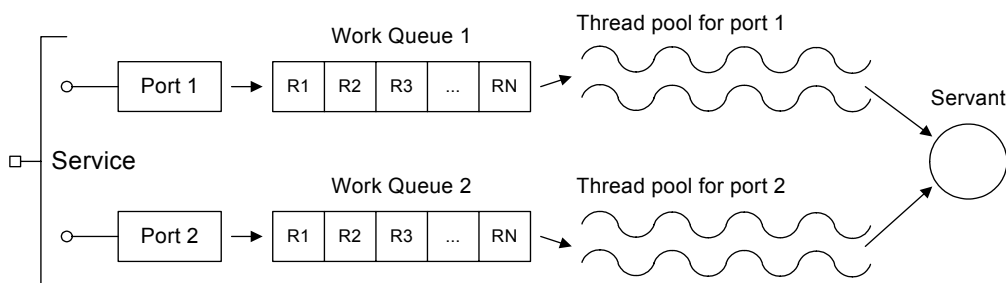 Work Queue 1
Thread pool for port 1
Port 1
R1 R2 R3 ... RN
Servant
Service
Work Queue 2
Thread pool for port 2
Port 2
R1 R2 R3 ... RN